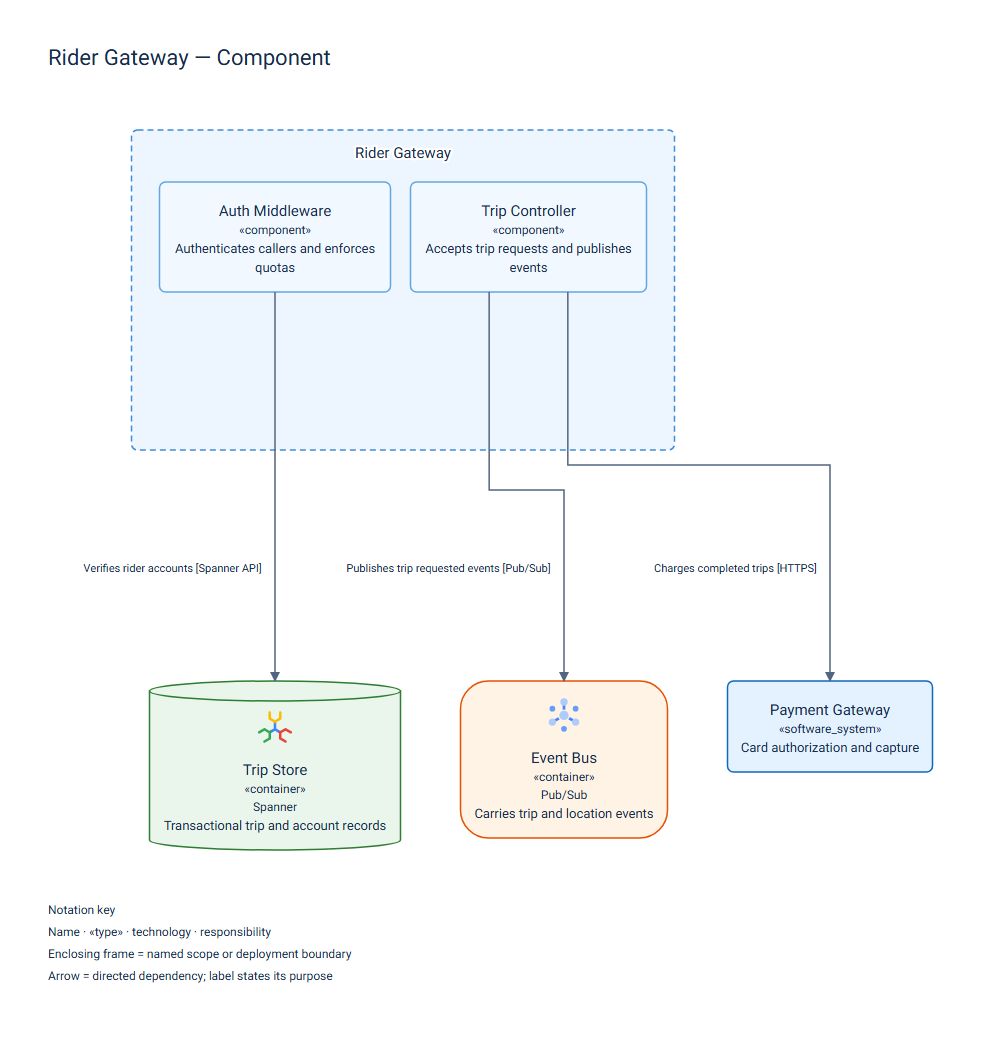 Rider Gateway — Component
Rider Gateway
Auth Middleware
«component»
Authenticates callers and enforces
quotas
Trip Controller
«component»
Accepts trip requests and publishes
events
Verifies rider accounts [Spanner API]
Publishes trip requested events [Pub/Sub]
Charges completed trips [HTTPS]
Trip Store
«container»
Spanner
Transactional trip and account records
Event Bus
«container»
Pub/Sub
Carries trip and location events
Payment Gateway
«software_system»
Card authorization and capture
Notation key
Name · «type» · technology · responsibility
Enclosing frame = named scope or deployment boundary
Arrow = directed dependency; label states its purpose